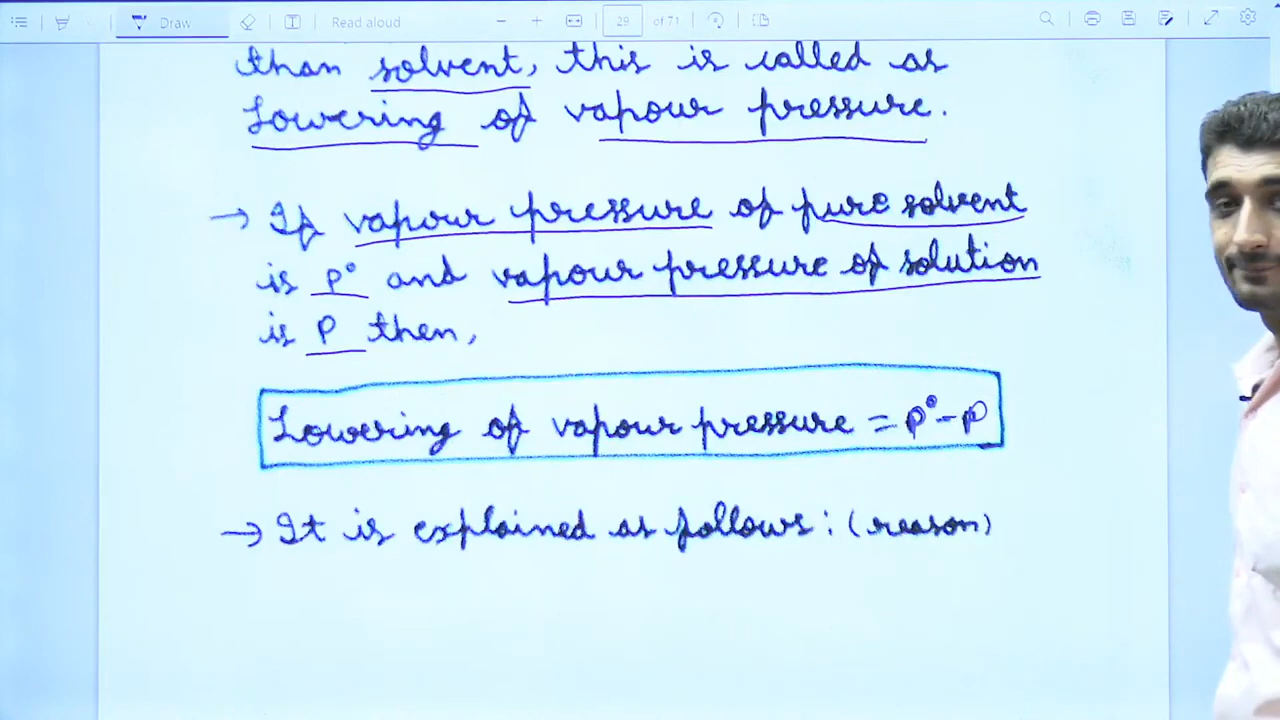 Draw
Read aloud
29 of 71
than solvent, this is called as
Lowering of vapour pressure.
→ If vapour pressure of pure solvent
is P° and vapour pressure of solution
is P then,
Lowering of vapour pressure = P° - P
→ It is explained as follows: (reason)